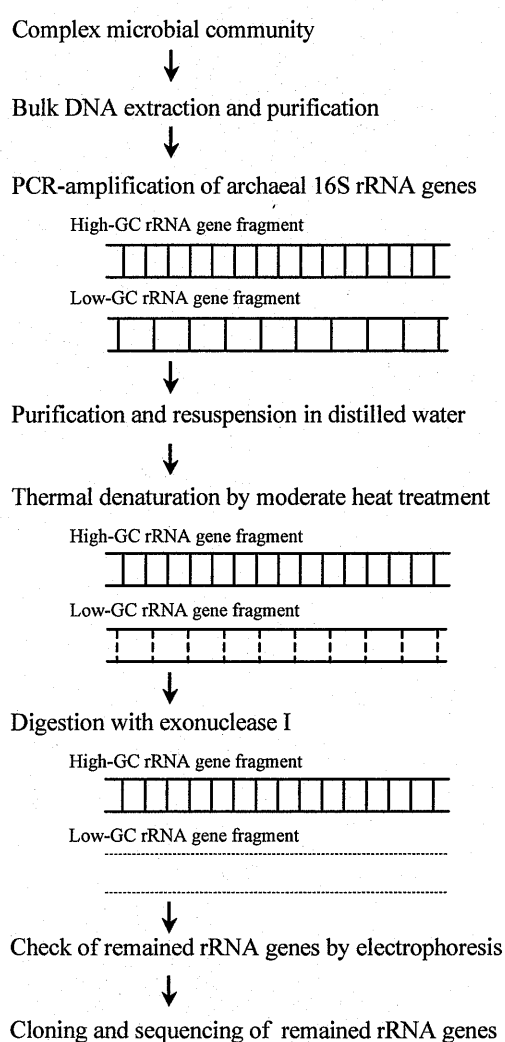 Complex microbial community
Bulk DNA extraction and purification
PCR-amplification of archaeal 16S rRNA genes
High-GC rRNA gene fragment
Low-GC rRNA gene fragment
Purification and resuspension in distilled water
Thermal denaturation by moderate heat treatment
High-GC rRNA gene fragment
Low-GC rRNA gene fragment
Digestion with exonuclease I
High-GC rRNA gene fragment
Low-GC rRNA gene fragment
Check of remained rRNA genes by electrophoresis
Cloning and sequencing of remained rRNA genes